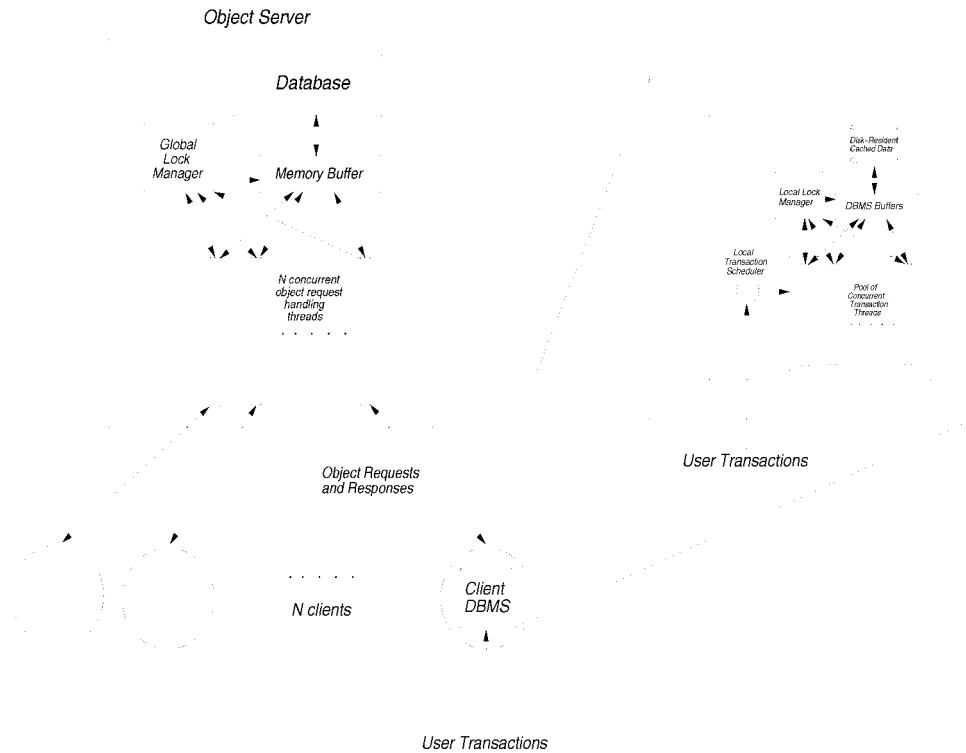 Object Server
Database
Global
Lock
Manager
Memory Buffer
N concurrent
object request
handling
threads
Object Requests
and Responses
N clients
Client
DBMS
User Transactions
Disk-Resident
Cached Data
Local Lock
Manager
DBMS Buffers
Local
Transaction
Scheduler
Pool of
Concurrent
Transaction
Threads
User Transactions